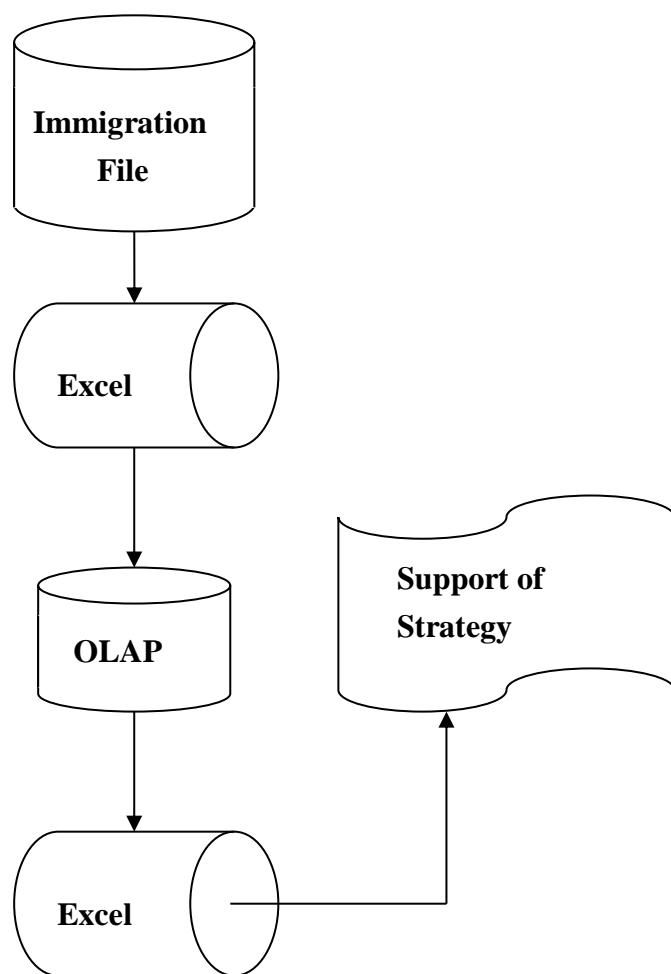 Immigration
File
Excel
OLAP
Support of
Strategy
Excel